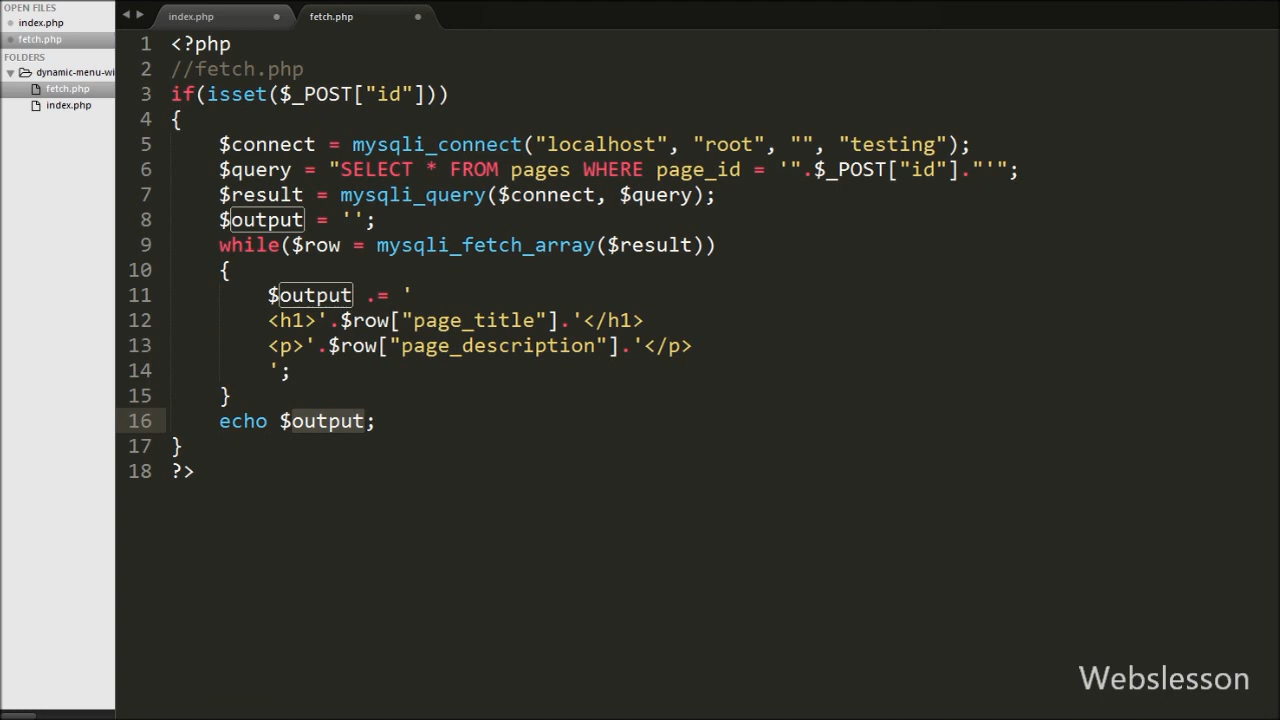 OPEN FILES
index.php
fetch.php
FOLDERS
dynamic-menu-wi
fetch.php
index.php
index.php
fetch.php
1 <?php
2 //fetch.php
3 if(isset($_POST["id"]))
4 {
5 $connect = mysqli_connect("localhost", "root", "", "testing");
6 $query = "SELECT * FROM pages WHERE page_id = '".$_POST["id"]."'";
7 $result = mysqli_query($connect, $query);
8 $output = '';
9 while($row = mysqli_fetch_array($result))
10 {
11 $output .= '
12 <h1>'.$row["page_title"].'</h1>
13 <p>'.$row["page_description"].'</p>
14 ';
15 }
16 echo $output;
17 }
18 ?>
Webslesson